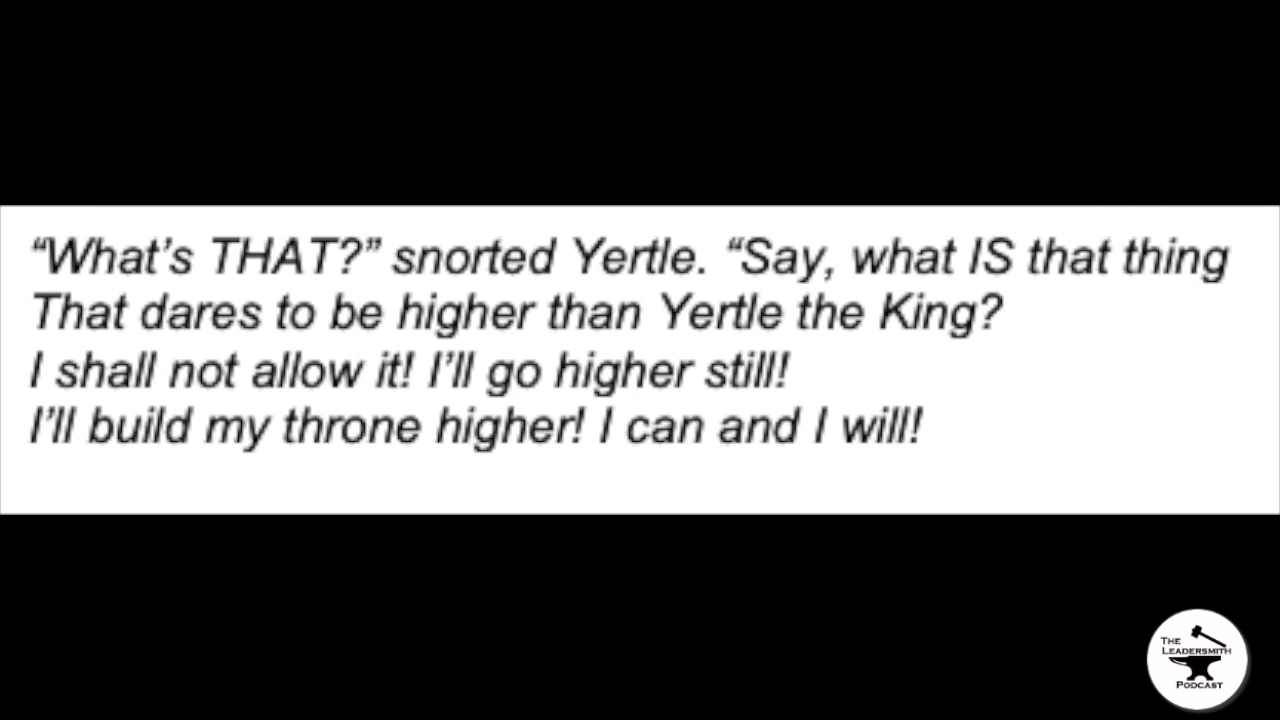 “What’s THAT?” snorted Yertle. “Say, what IS that thing
That dares to be higher than Yertle the King?
I shall not allow it! I’ll go higher still!
I’ll build my throne higher! I can and I will!
THE
LEADERSMITH
PODCAST